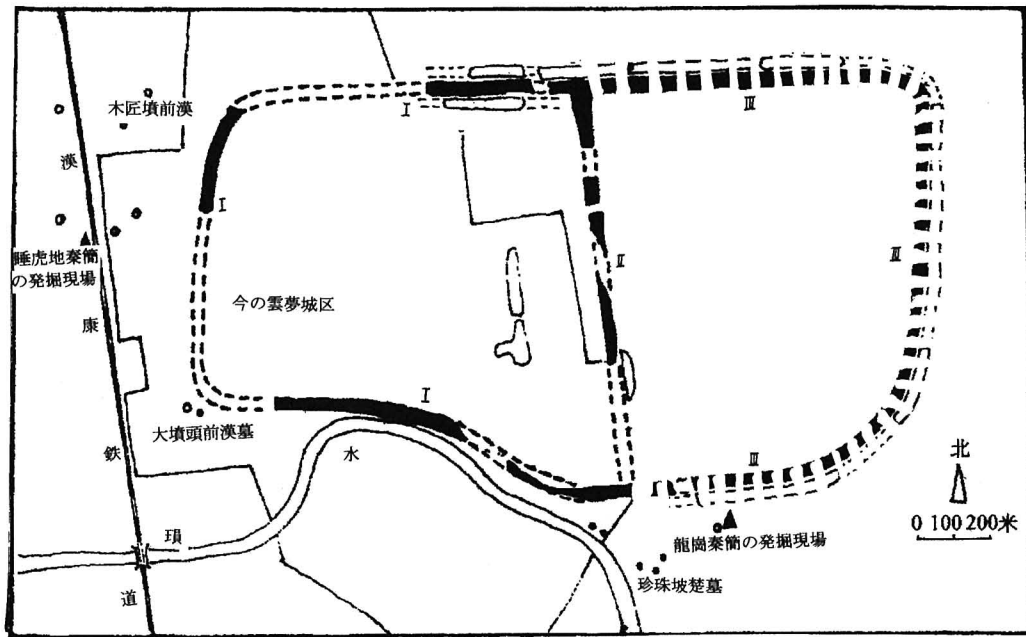 木匠墳前漢
漢
康
鉄
道
睡虎地秦簡
の発掘現場
Ⅰ
Ⅰ
Ⅰ
Ⅱ
Ⅲ
Ⅲ
Ⅲ
今の雲夢城区
大墳頭前漢墓
瑣
水
北
0 100 200米
龍崗秦簡の発掘現場
珍珠坡楚墓